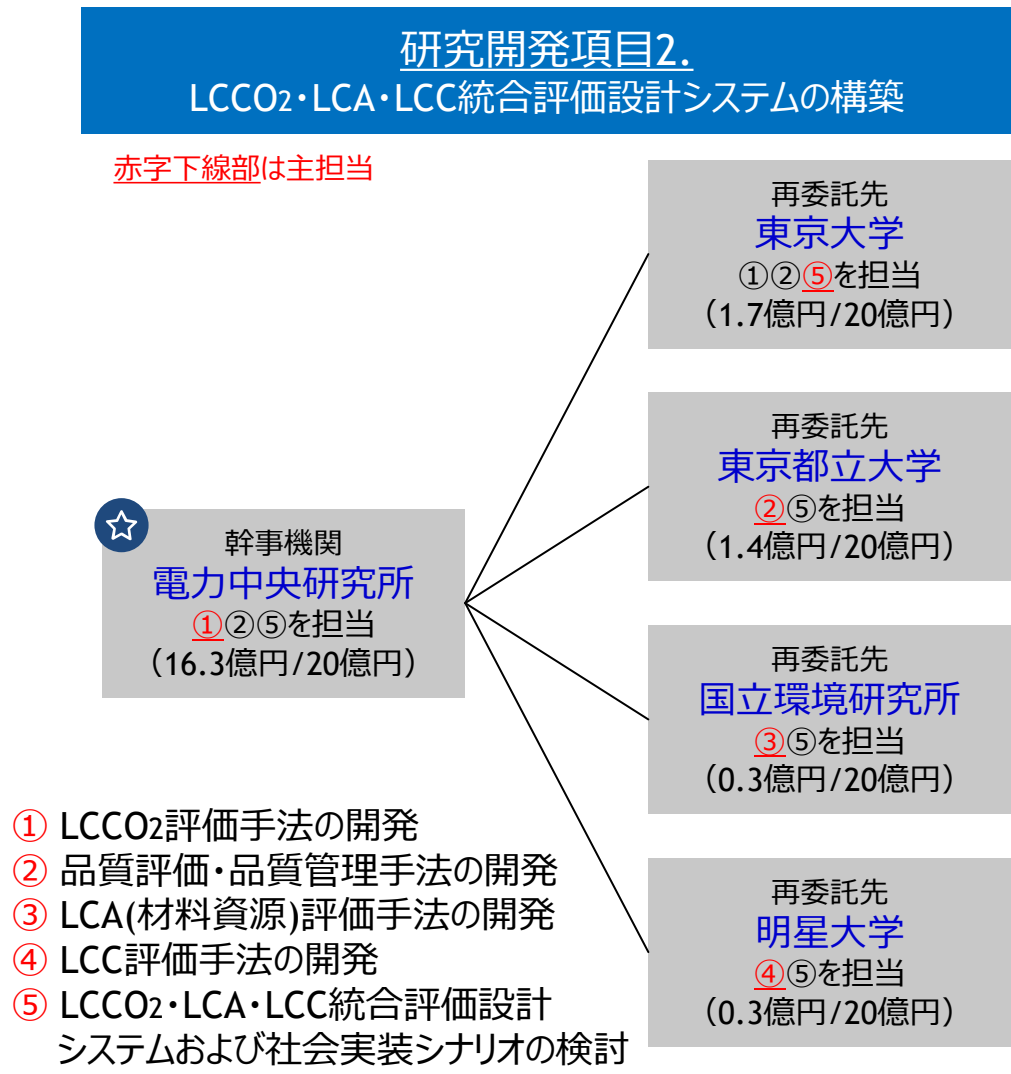 研究開発項目2.
LCCO2・LCA・LCC統合評価設計システムの構築
赤字下線部は主担当
再委託先
東京大学
①②⑤を担当
（1.7億円/20億円）
再委託先
東京都立大学
②⑤を担当
（1.4億円/20億円）
幹事機関
電力中央研究所
①②⑤を担当
（16.3億円/20億円）
再委託先
国立環境研究所
③⑤を担当
（0.3億円/20億円）
再委託先
明星大学
④⑤を担当
（0.3億円/20億円）
① LCCO2評価手法の開発
② 品質評価・品質管理手法の開発
③ LCA(材料資源)評価手法の開発
④ LCC評価手法の開発
⑤ LCCO2・LCA・LCC統合評価設計
システムおよび社会実装シナリオの検討